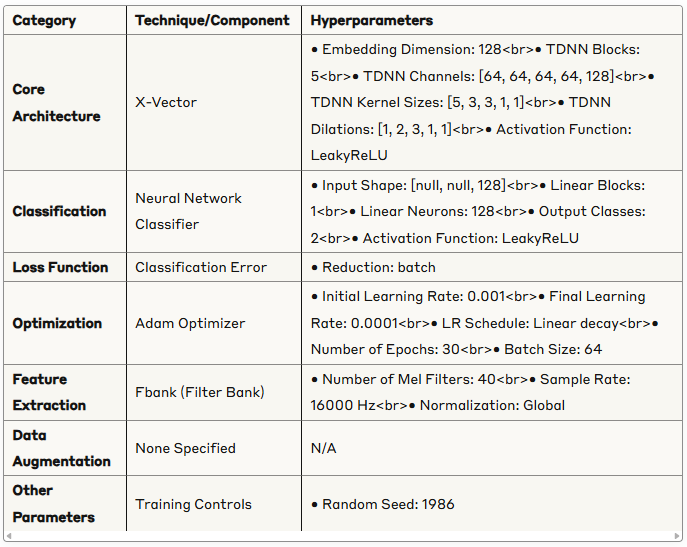 Category Technique/Component Hyperparameters
Core
Architecture
X-Vector
• Embedding Dimension: 128<br>• TDNN Blocks:
5<br>• TDNN Channels: [64, 64, 64, 64, 128]<br>•
TDNN Kernel Sizes: [5, 3, 3, 1, 1]<br>• TDNN
Dilations: [1, 2, 3, 1, 1]<br>• Activation Function:
LeakyReLU
Classification
Neural Network
Classifier
• Input Shape: [null, null, 128]<br>• Linear Blocks:
1<br>• Linear Neurons: 128<br>• Output Classes:
2<br>• Activation Function: LeakyReLU
Loss Function
Classification Error
• Reduction: batch
Optimization
Adam Optimizer
• Initial Learning Rate: 0.001<br>• Final Learning
Rate: 0.0001<br>• LR Schedule: Linear decay<br>•
Number of Epochs: 30<br>• Batch Size: 64
Feature
Extraction
Fbank (Filter Bank)
• Number of Mel Filters: 40<br>• Sample Rate:
16000 Hz<br>• Normalization: Global
Data
Augmentation
None Specified
N/A
Other
Parameters
Training Controls
• Random Seed: 1986